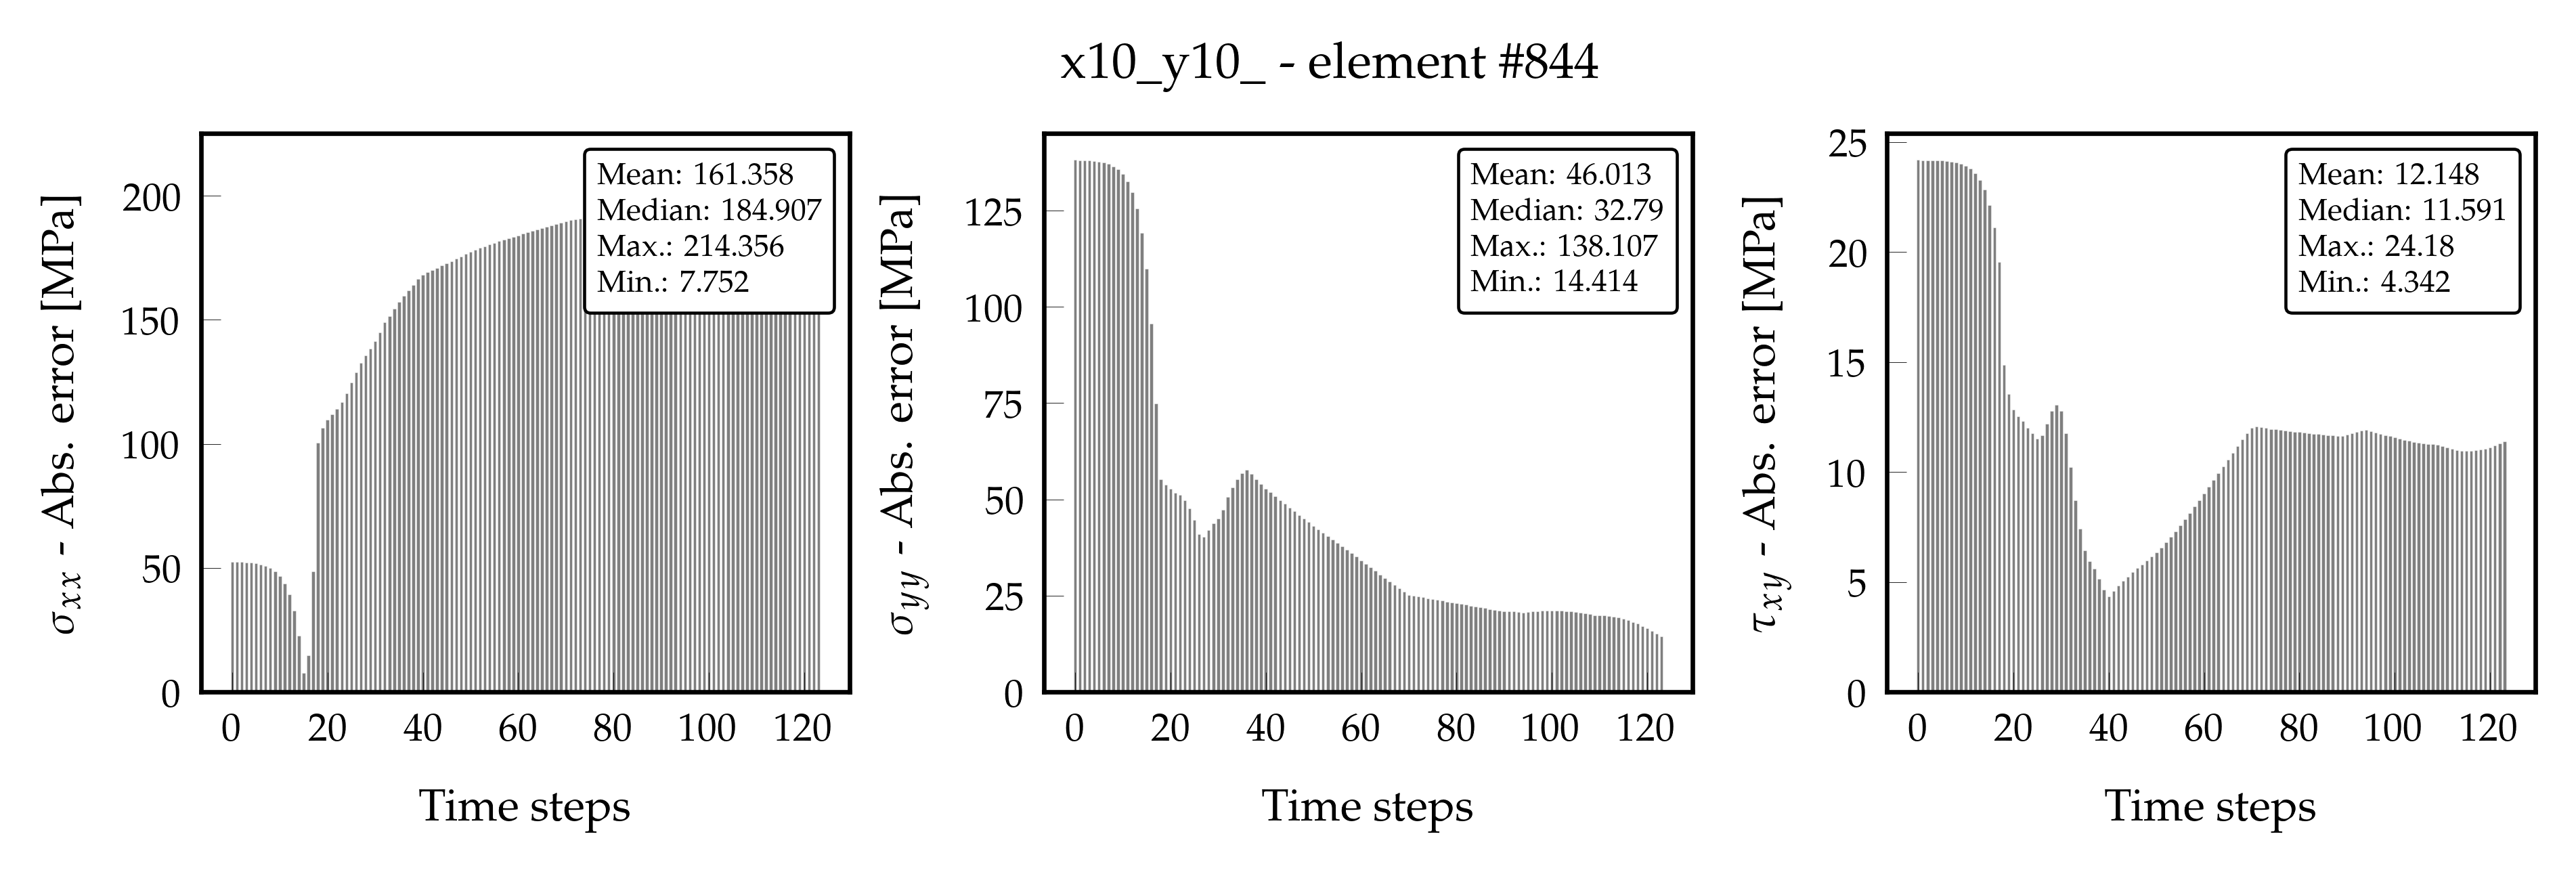 x10_y10_ - element #844
σxx - Abs. error [MPa]
200
150
100
50
0
0 20 40 60 80 100 120
Time steps
Mean: 161.358
Median: 184.907
Max.: 214.356
Min.: 7.752
σyy - Abs. error [MPa]
125
100
75
50
25
0
0 20 40 60 80 100 120
Time steps
Mean: 46.013
Median: 32.79
Max.: 138.107
Min.: 14.414
τxy - Abs. error [MPa]
25
20
15
10
5
0
0 20 40 60 80 100 120
Time steps
Mean: 12.148
Median: 11.591
Max.: 24.18
Min.: 4.342